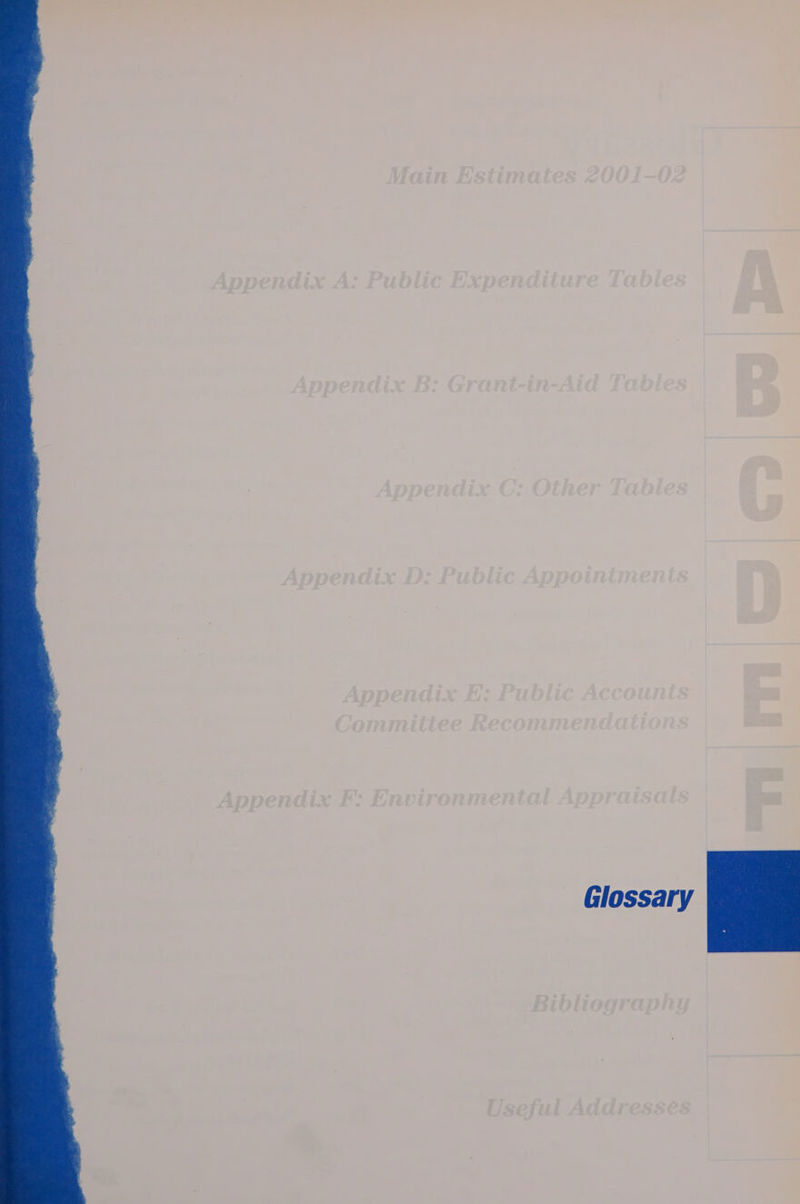 Main Estimates 2001–02
Appendix A: Public Expenditure Tables
A
Appendix B: Grant-in-Aid Tables
B
Appendix C: Other Tables
C
Appendix D: Public Appointments
D
Appendix E: Public Accounts
Committee Recommendations
E
Appendix F: Environmental Appraisals
F
Glossary
Bibliography
Useful Addresses